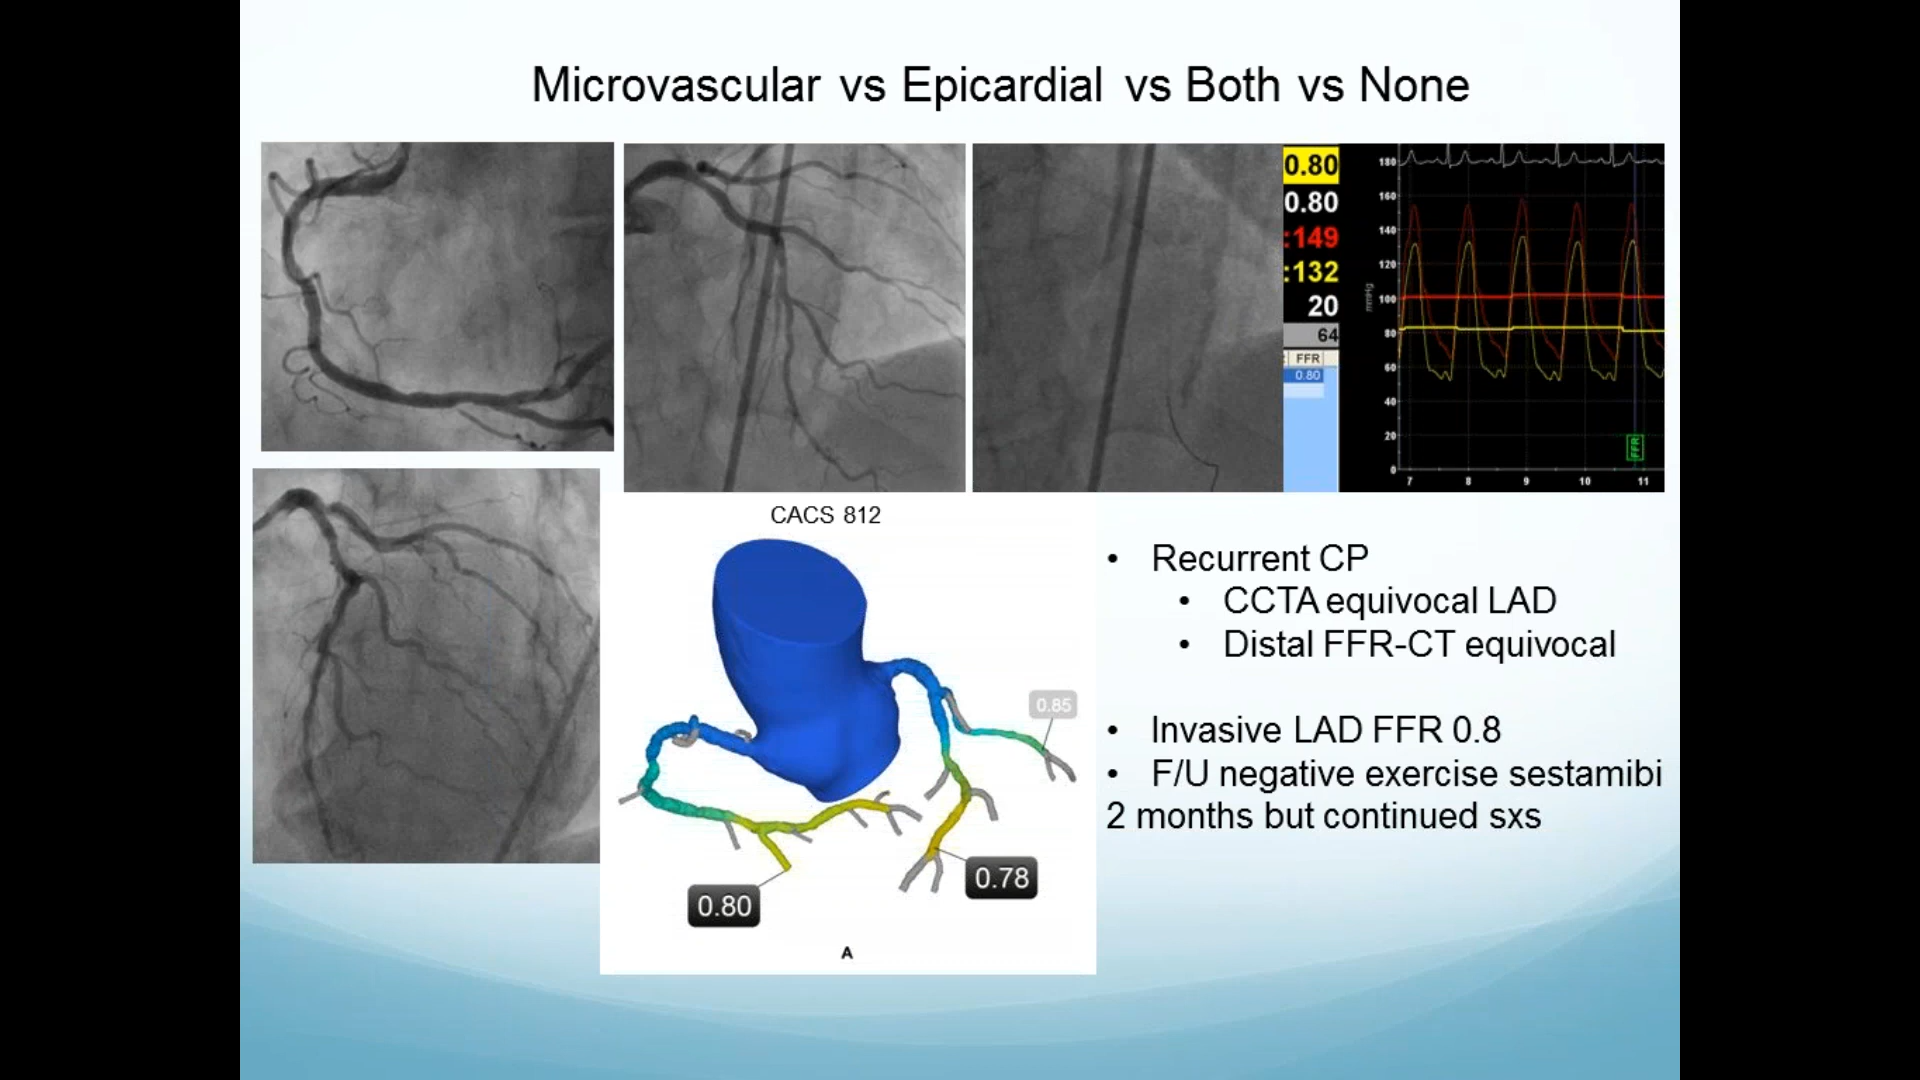 Microvascular vs Epicardial vs Both vs None
0.80
0.80
:149
:132
20
64
FFR
0.80
180
160
140
120
100
80
60
40
20
0
mmHg
7 8 9 10 11
FFR
CACS 812
0.85
0.80
0.78
A
• Recurrent CP
• CCTA equivocal LAD
• Distal FFR-CT equivocal
• Invasive LAD FFR 0.8
• F/U negative exercise sestamibi
2 months but continued sxs